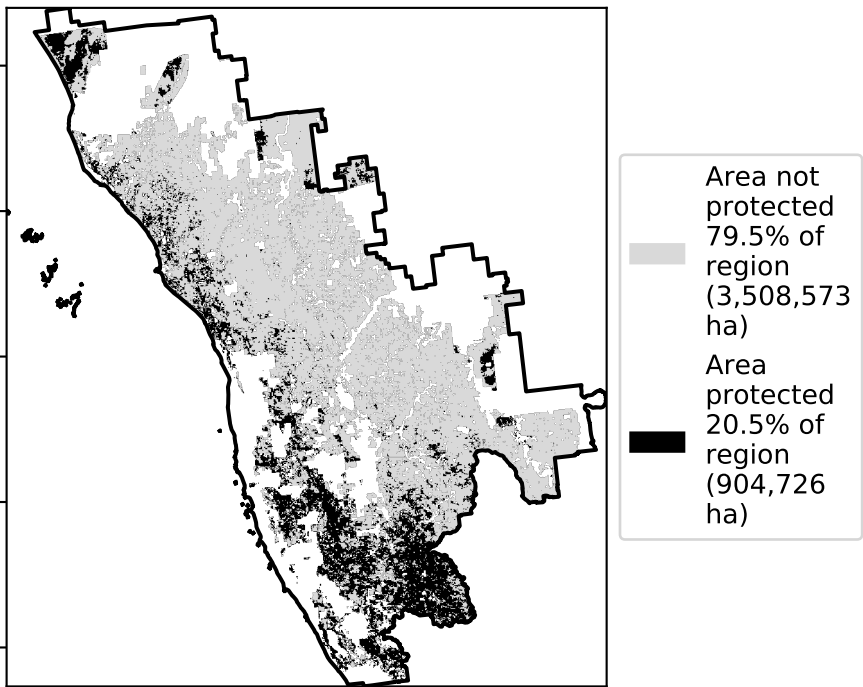 Area not
protected
79.5% of
region
(3,508,573
ha)
Area
protected
20.5% of
region
(904,726
ha)